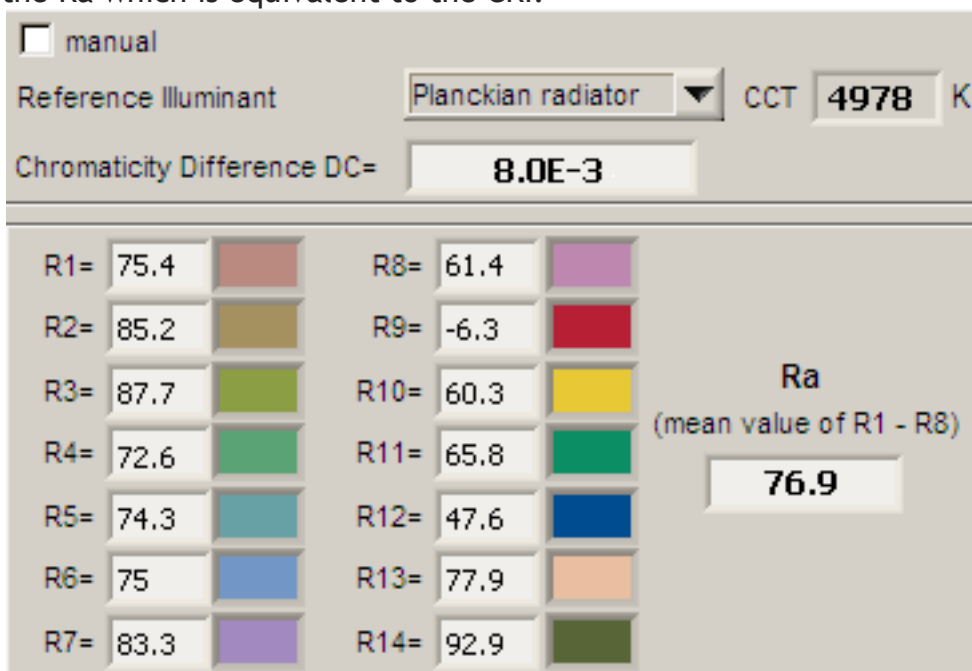 the Ra which is equivalent to the CRI.
manual
Reference Illuminant Planckian radiator CCT 4978 K
Chromaticity Difference DC= 8.0E-3
R1= 75.4 R8= 61.4
R2= 85.2 R9= -6.3
R3= 87.7 R10= 60.3
R4= 72.6 R11= 65.8
R5= 74.3 R12= 47.6
R6= 75 R13= 77.9
R7= 83.3 R14= 92.9
Ra
(mean value of R1 - R8)
76.9